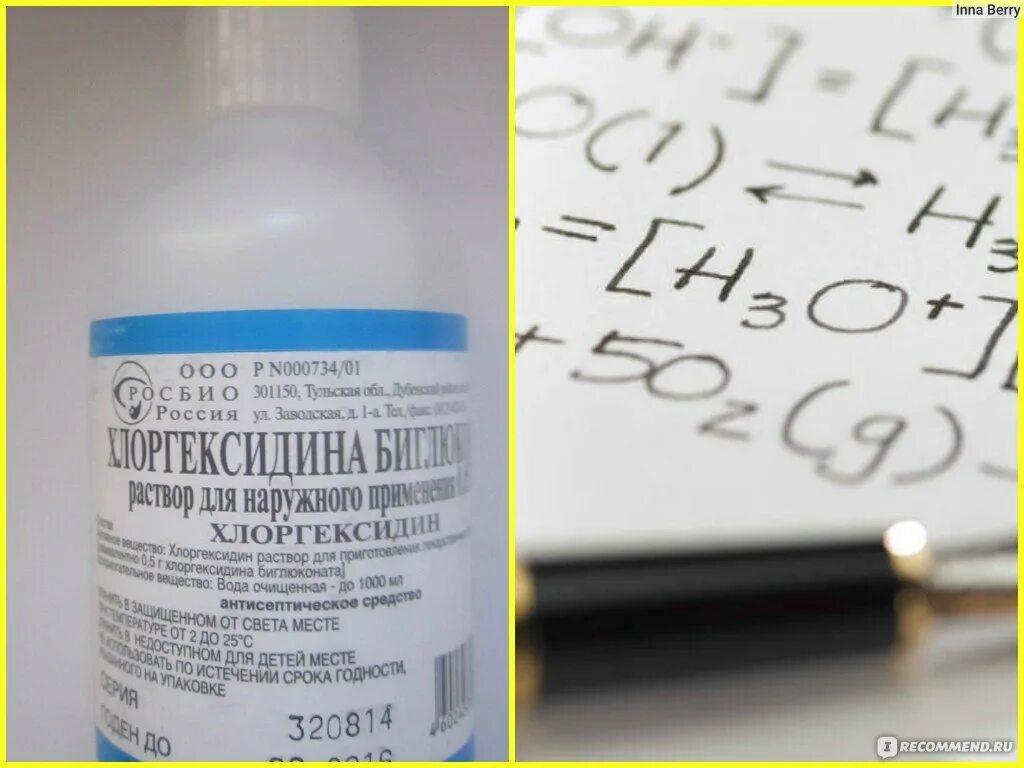 Inna Berry
ООО Р N000734/01
РОСБИО 301150, Тульская обл., Дубенский
Россия ул. Заводская, д. 1-а. Тел./факс:
ХЛОРГЕКСИДИНА
раствор для наружного применения
ХЛОРГЕКСИДИН
вещество: Хлоргексидин раствор для приготовления
0,5 г хлоргексидина биглюконата]
вещество: Вода очищенная - до 1000 мл
антисептическое средство
В ЗАЩИЩЕННОМ ОТ СВЕТА МЕСТЕ
ТЕМПЕРАТУРЕ ОТ 2 ДО 25°С
В НЕДОСТУПНОМ ДЛЯ ДЕТЕЙ МЕСТЕ
ИСПОЛЬЗОВАТЬ ПО ИСТЕЧЕНИИ СРОКА ГОДНОСТИ,
НА УПАКОВКЕ
СЕРИЯ 320814
ГОДЕН ДО
OH⁻] = [H₃
O(1) ⇌ H₃
= [H₃O⁺][
+ 5O₂(g)
RECOMMEND.RU